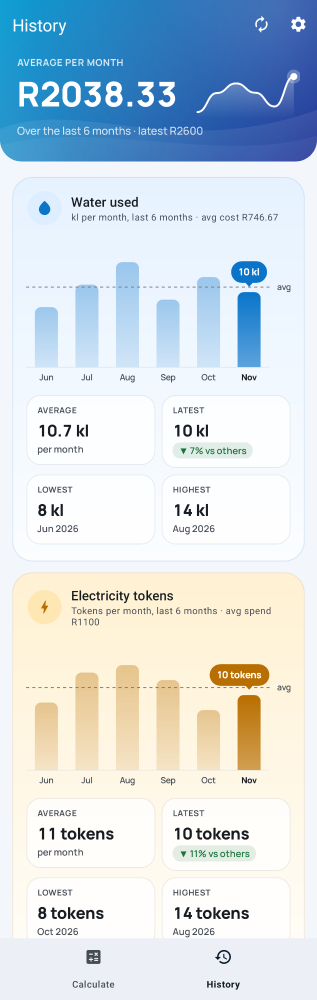 History
AVERAGE PER MONTH
R2038.33
Over the last 6 months · latest R2600
Water used
kl per month, last 6 months · avg cost R746.67
10 kl
avg
Jun Jul Aug Sep Oct Nov
AVERAGE
10.7 kl
per month
LATEST
10 kl
▼ 7% vs others
LOWEST
8 kl
Jun 2026
HIGHEST
14 kl
Aug 2026
Electricity tokens
Tokens per month, last 6 months · avg spend
R1100
10 tokens
avg
Jun Jul Aug Sep Oct Nov
AVERAGE
11 tokens
per month
LATEST
10 tokens
▼ 11% vs others
LOWEST
8 tokens
Oct 2026
HIGHEST
14 tokens
Aug 2026
Calculate
History